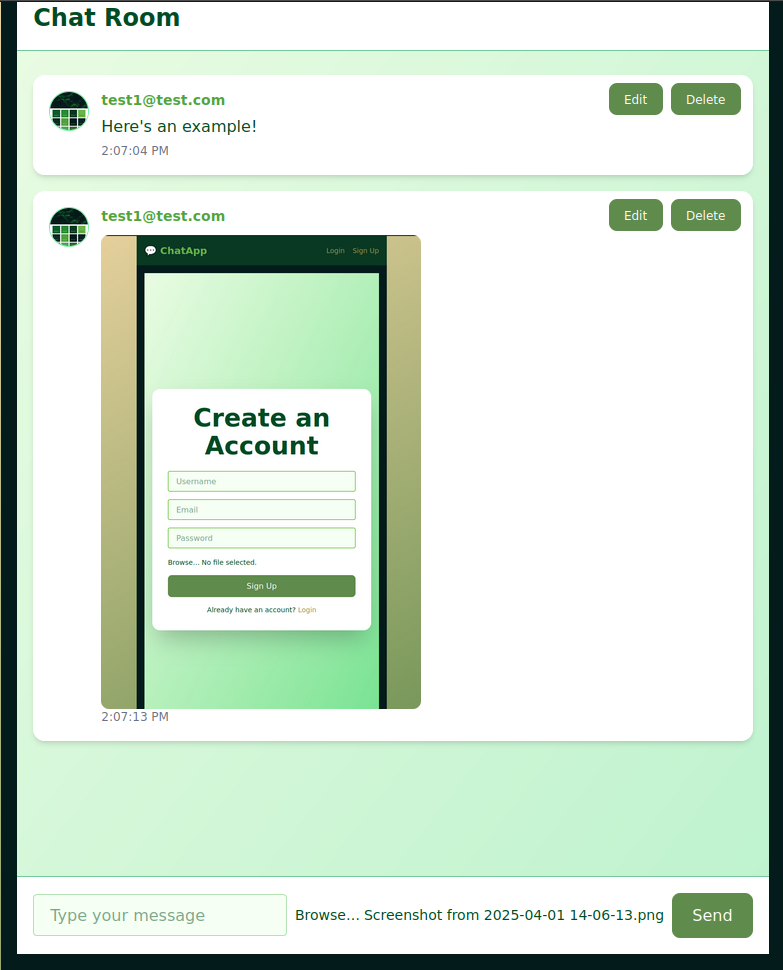 Chat Room
test1@test.com
Edit
Delete
Here's an example!
2:07:04 PM
test1@test.com
Edit
Delete
💬 ChatApp
Login
Sign Up
Create an
Account
Username
Email
Password
Browse... No file selected.
Sign Up
Already have an account? Login
2:07:13 PM
Type your message
Browse... Screenshot from 2025-04-01 14-06-13.png
Send